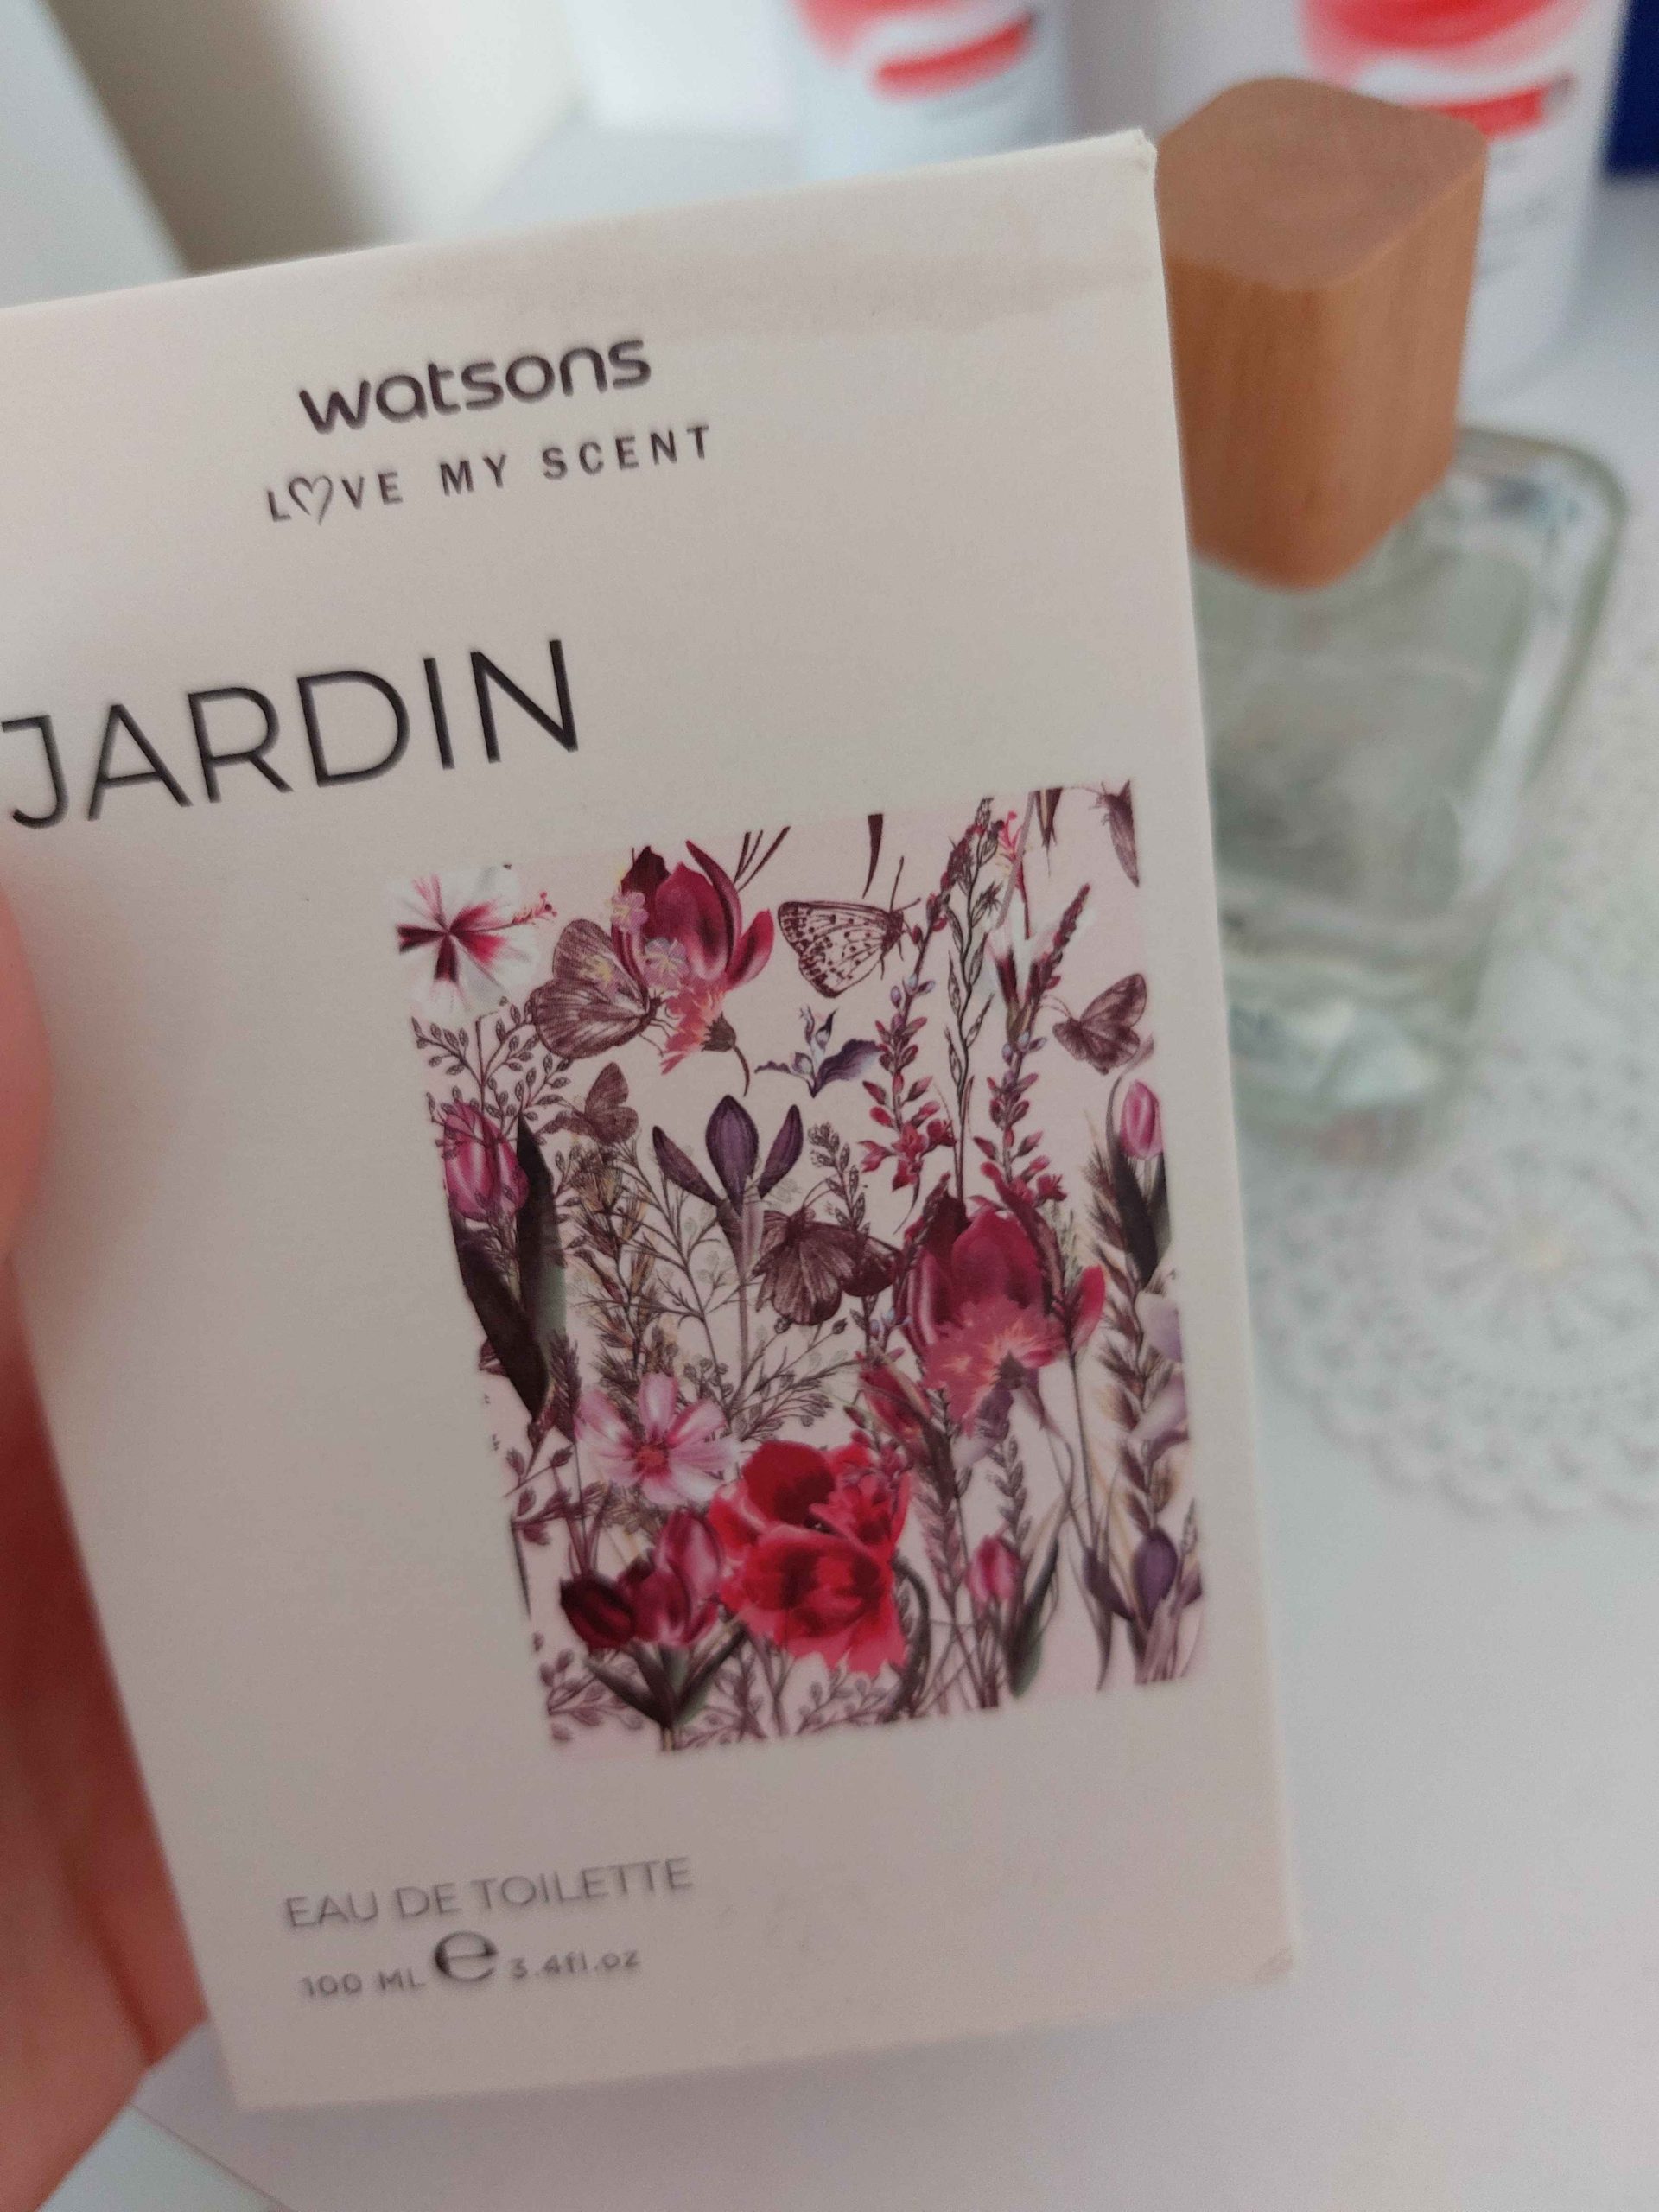 watsons
LOVE MY SCENT
JARDIN
EAU DE TOILETTE
100 ML e 3.4fl.oz